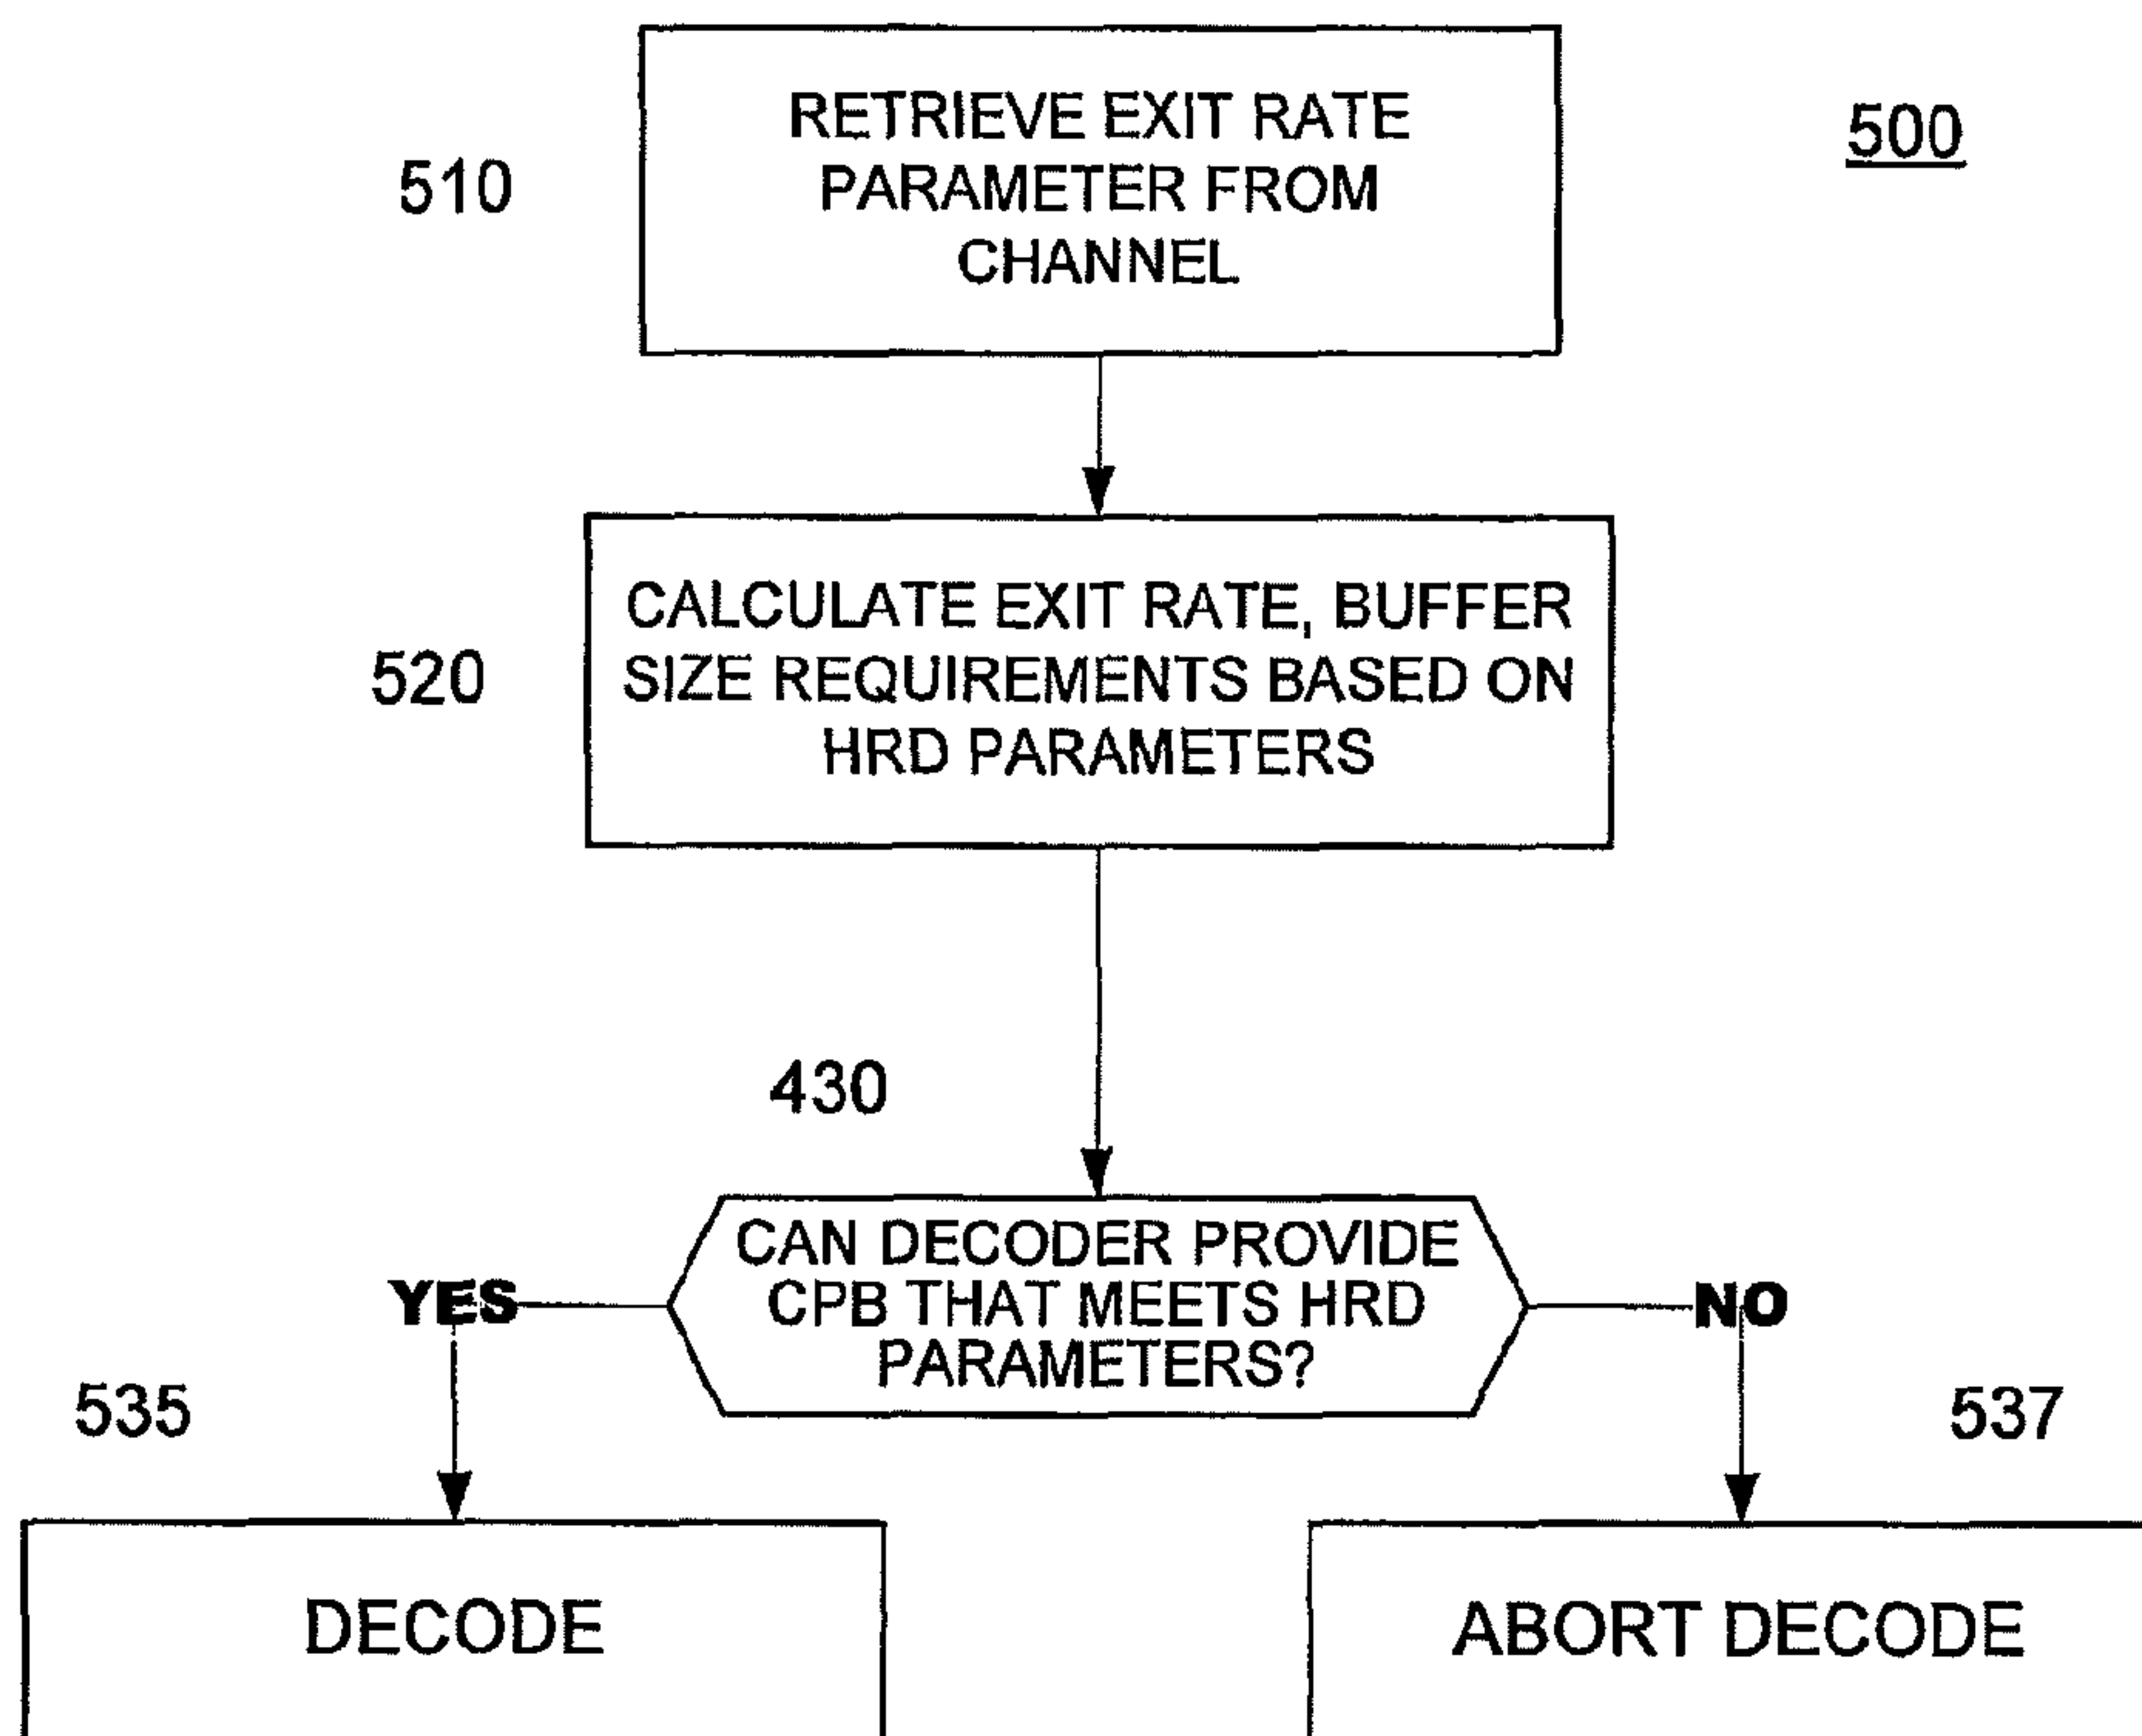 RETRIEVE EXIT RATE
PARAMETER FROM
CHANNEL
500
510
CALCULATE EXIT RATE, BUFFER
SIZE REQUIREMENTS BASED ON
HRD PARAMETERS
520
430
CAN DECODER PROVIDE
CPB THAT MEETS HRD
PARAMETERS?
YES
NO
535
537
DECODE
ABORT DECODE